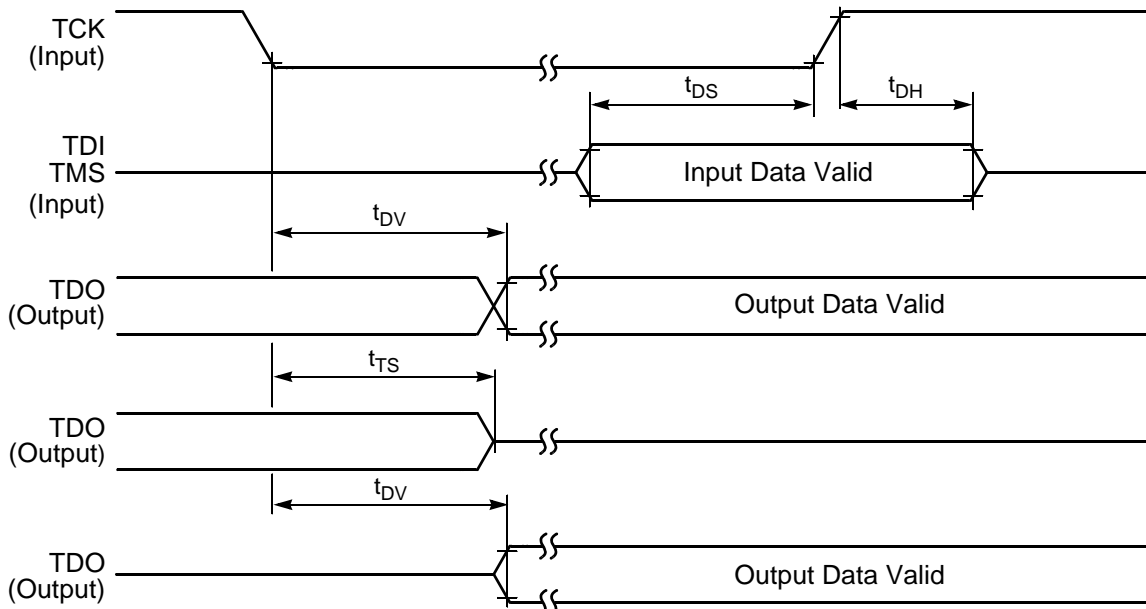 TCK
(Input)
tDS
tDH
TDI
TMS
(Input)
Input Data Valid
tDV
TDO
(Output)
Output Data Valid
tTS
TDO
(Output)
tDV
TDO
(Output)
Output Data Valid